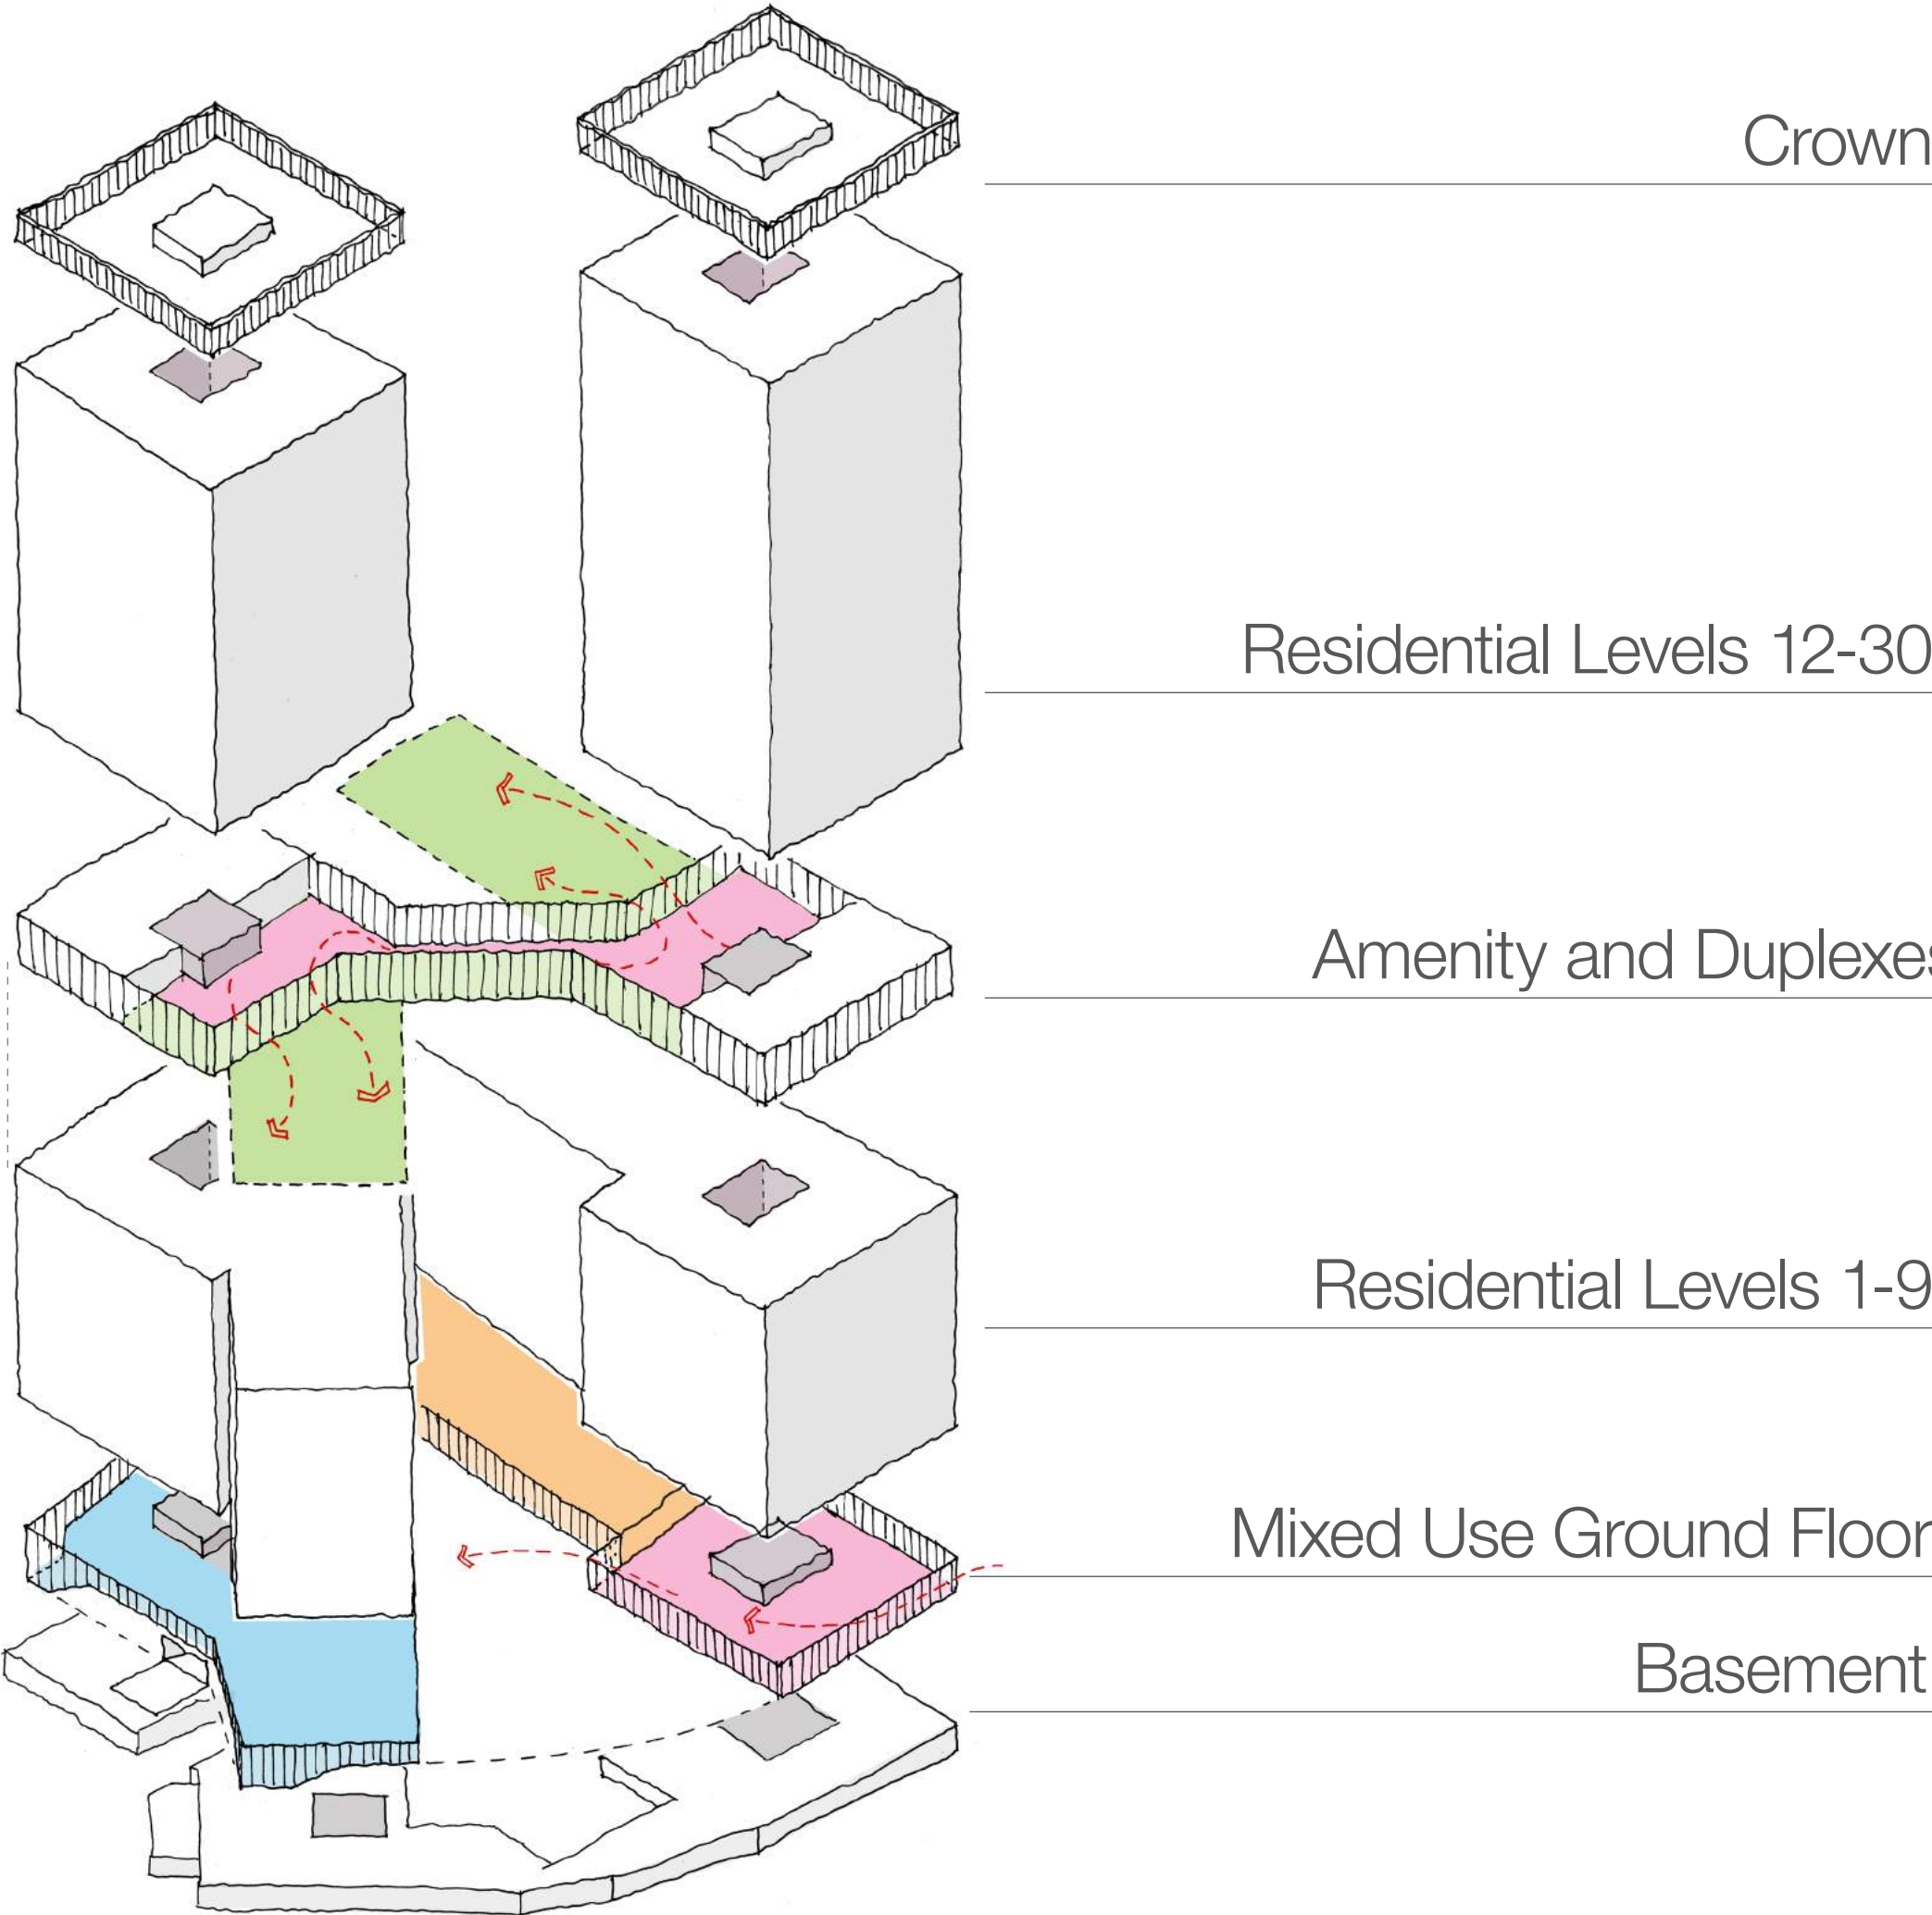 Crown
Residential Levels 12-30
Amenity and Duplexes
Residential Levels 1-9
Mixed Use Ground Floor
Basement